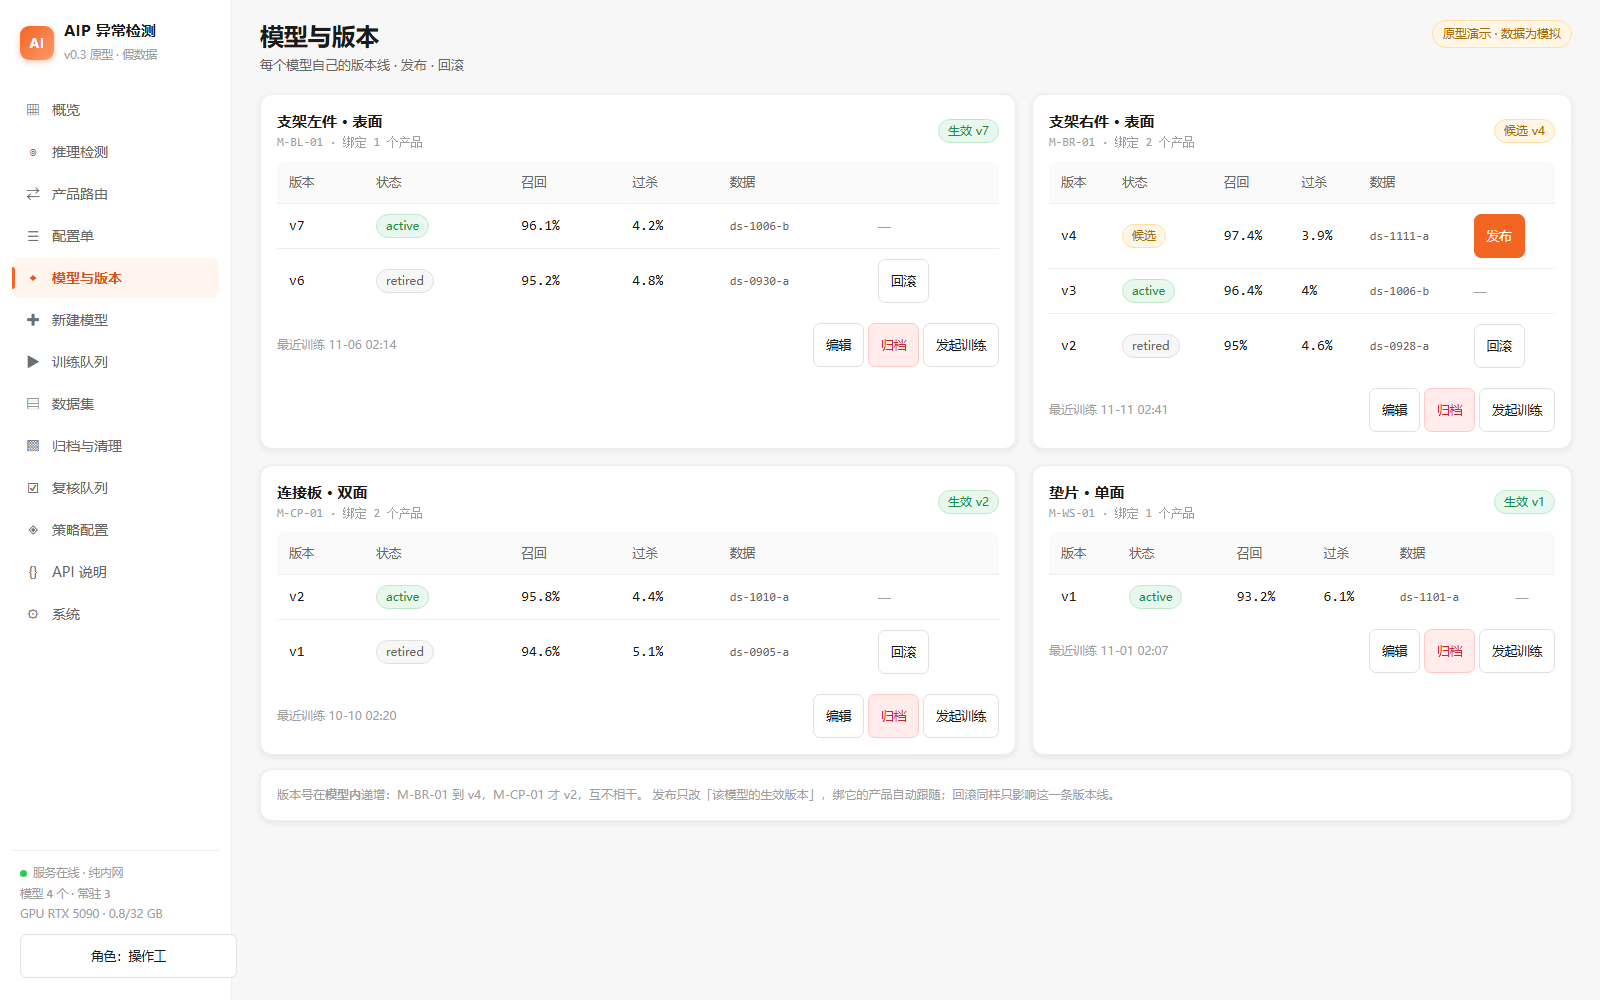 AI
AIP 异常检测
v0.3 原型 · 假数据
概览
推理检测
产品路由
配置单
模型与版本
新建模型
训练队列
数据集
归档与清理
复核队列
策略配置
{} API 说明
系统
服务在线 · 纯内网
模型 4 个 · 常驻 3
GPU RTX 5090 · 0.8/32 GB
角色：操作工
模型与版本
每个模型自己的版本线 · 发布 · 回滚
原型演示 · 数据为模拟
支架左件 • 表面
M-BL-01 · 绑定 1 个产品
生效 v7
版本 状态 召回 过杀 数据
v7 active 96.1% 4.2% ds-1006-b —
v6 retired 95.2% 4.8% ds-0930-a 回滚
最近训练 11-06 02:14 编辑 归档 发起训练
支架右件 • 表面
M-BR-01 · 绑定 2 个产品
候选 v4
版本 状态 召回 过杀 数据
v4 候选 97.4% 3.9% ds-1111-a 发布
v3 active 96.4% 4% ds-1006-b —
v2 retired 95% 4.6% ds-0928-a 回滚
最近训练 11-11 02:41 编辑 归档 发起训练
连接板 • 双面
M-CP-01 · 绑定 2 个产品
生效 v2
版本 状态 召回 过杀 数据
v2 active 95.8% 4.4% ds-1010-a —
v1 retired 94.6% 5.1% ds-0905-a 回滚
最近训练 10-10 02:20 编辑 归档 发起训练
垫片 • 单面
M-WS-01 · 绑定 1 个产品
生效 v1
版本 状态 召回 过杀 数据
v1 active 93.2% 6.1% ds-1101-a —
最近训练 11-01 02:07 编辑 归档 发起训练
版本号在模型内递增：M-BR-01 到 v4，M-CP-01 才 v2，互不相干。 发布只改「该模型的生效版本」，绑它的产品自动跟随；回滚同样只影响这一条版本线。